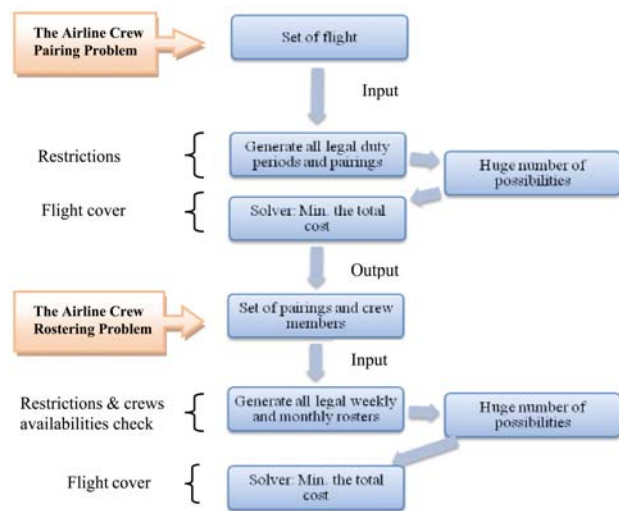 The Airline Crew
Pairing Problem
Set of flight
Input
Restrictions
Generate all legal duty
periods and pairings
Huge number of
possibilities
Flight cover
Solver: Min. the total
cost
Output
The Airline Crew
Rostering Problem
Set of pairings and crew
members
Input
Restrictions & crews
availabilities check
Generate all legal weekly
and monthly rosters
Huge number of
possibilities
Flight cover
Solver: Min. the total
cost